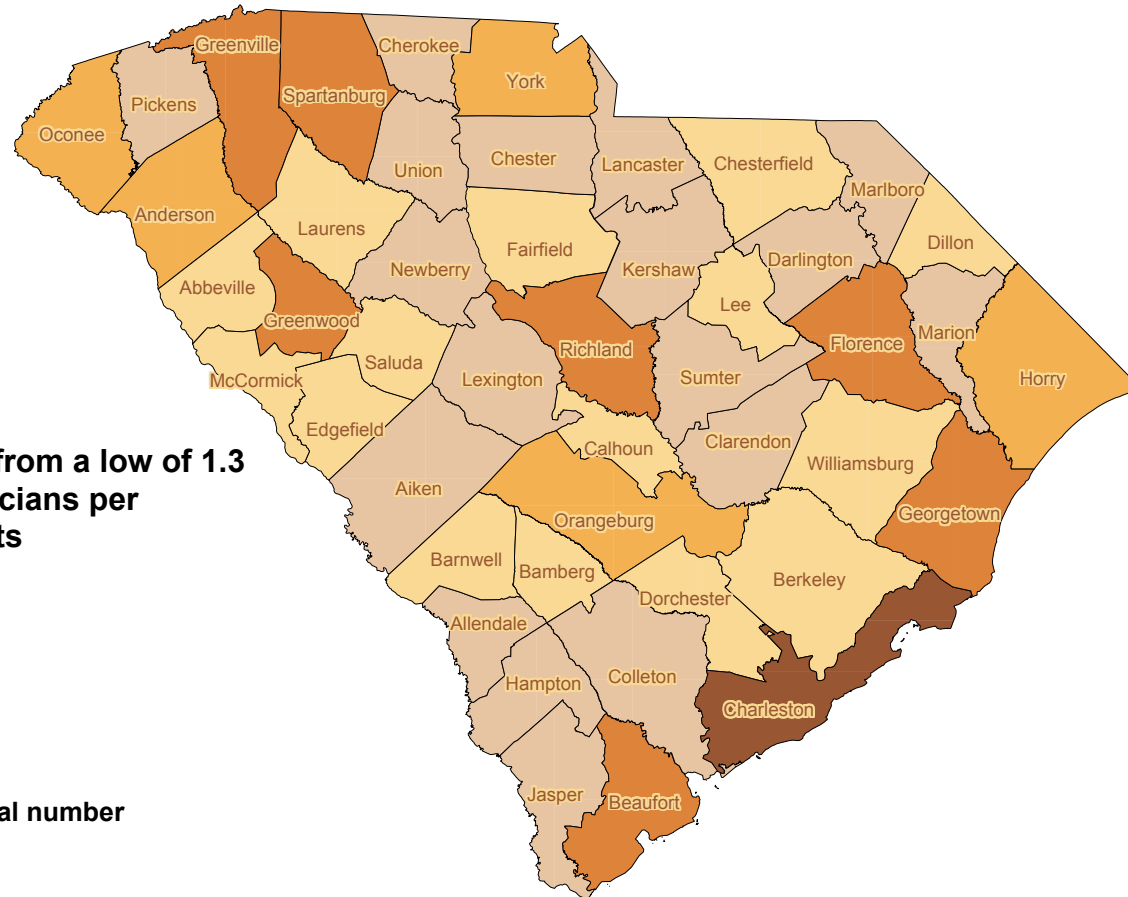 Greenville
Cherokee
York
Spartanburg
Pickens
Oconee
Chester
Lancaster
Chesterfield
Union
Marlboro
Anderson
Laurens
Fairfield
Dillon
Newberry
Kershaw
Darlington
Abbeville
Lee
Greenwood
Marion
Richland
Florence
Saluda
McCormick
Lexington
Sumter
Horry
Edgefield
Clarendon
Calhoun
from a low of 1.3
Williamsburg
cians per
Aiken
Orangeburg
Georgetown
ts
Barnwell
Bamberg
Berkeley
Dorchester
Allendale
Colleton
Hampton
Charleston
Jasper
Beaufort
al number